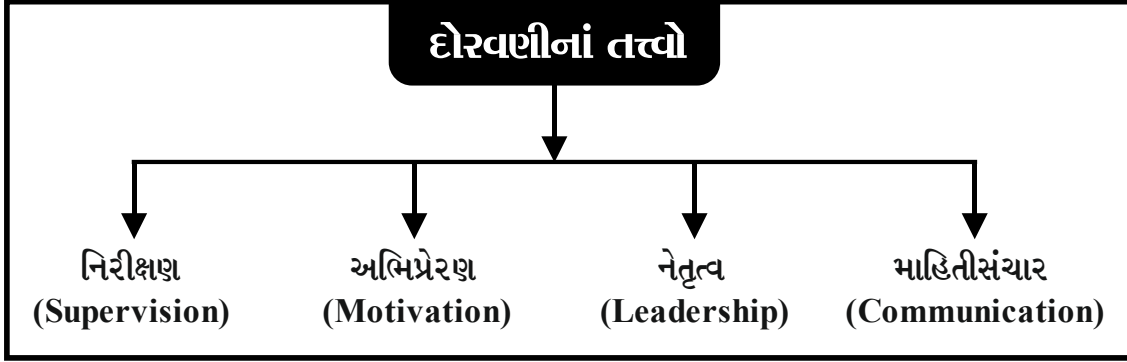 દોરવણીનાં તત્ત્વો
નિરીક્ષણ
(Supervision)
અભિપ્રેરણ
(Motivation)
નેતૃત્વ
(Leadership)
માહિતીસંચાર
(Communication)